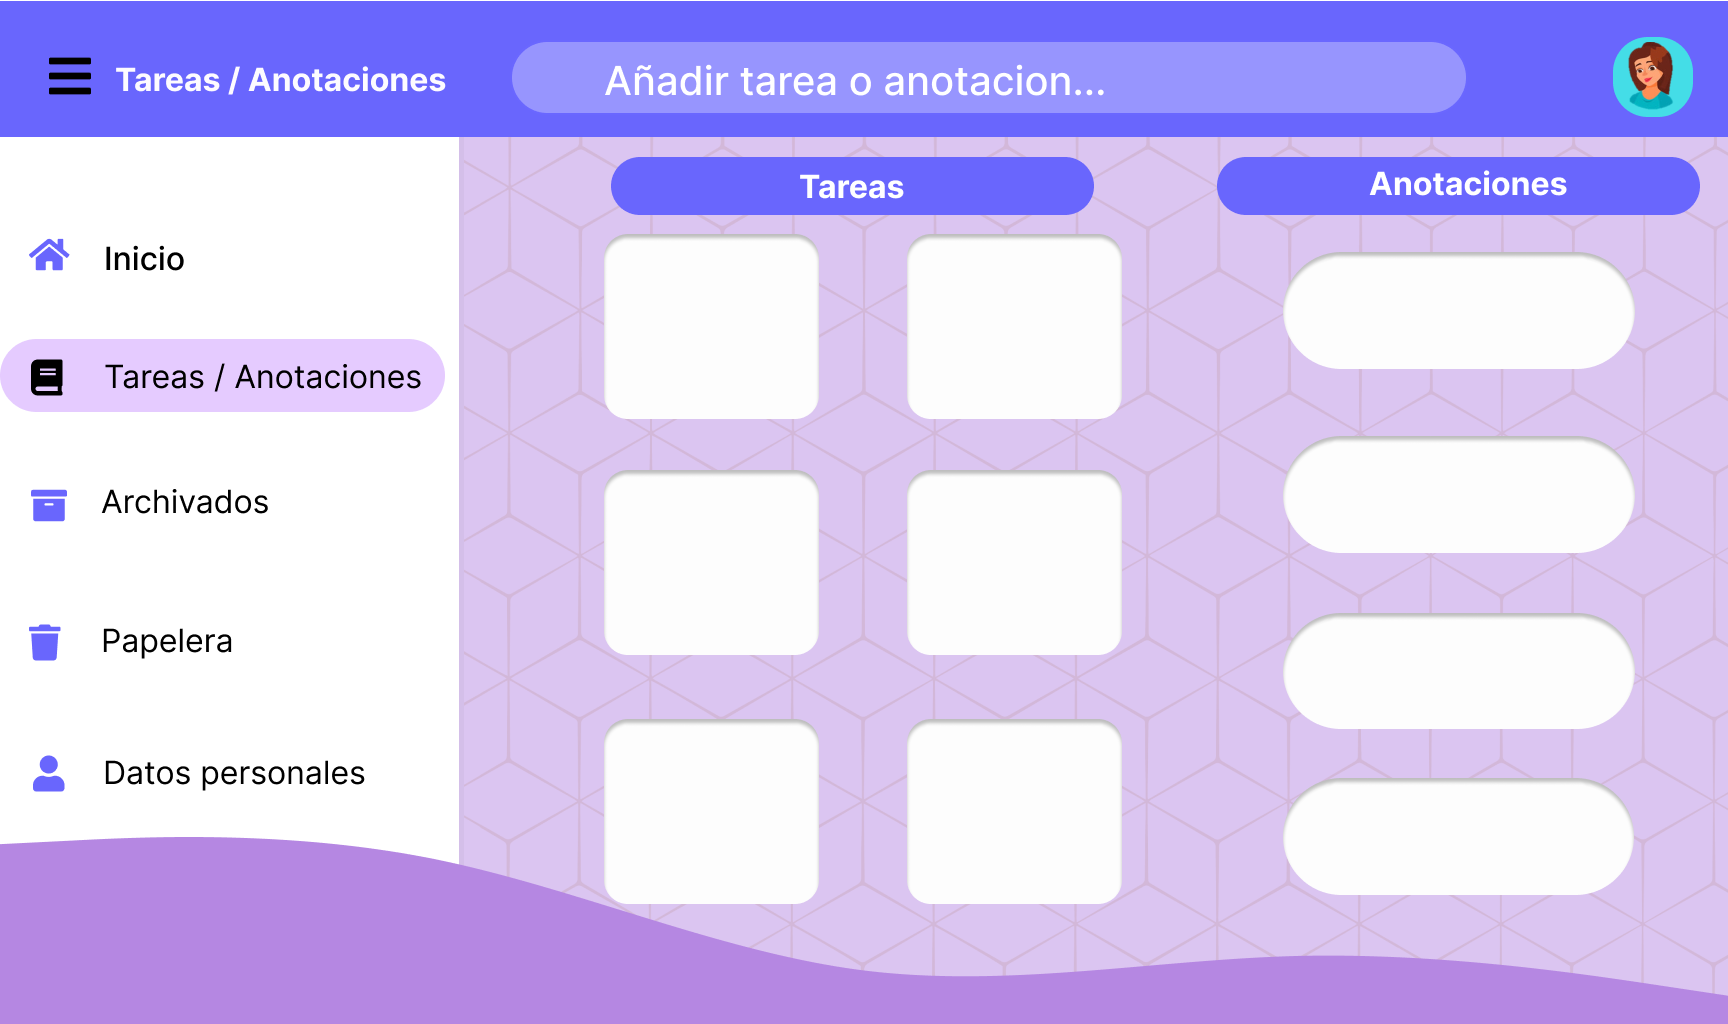 Tareas / Anotaciones
Añadir tarea o anotacion...
Tareas
Anotaciones
Inicio
Tareas / Anotaciones
Archivados
Papelera
Datos personales